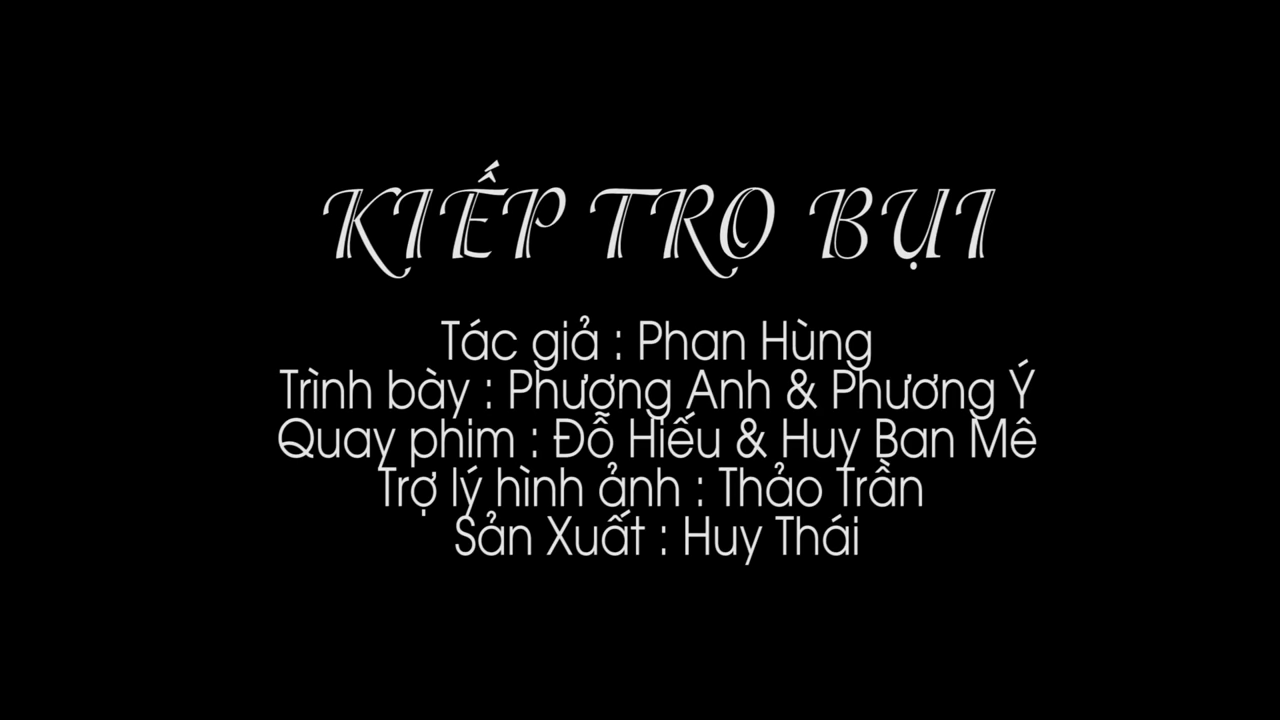 KIẾP TRO BỤI
Tác giả : Phan Hùng
Trình bày : Phương Anh & Phương Ý
Quay phim : Đỗ Hiếu & Huy Ban Mê
Trợ lý hình ảnh : Thảo Trần
Sản Xuất : Huy Thái